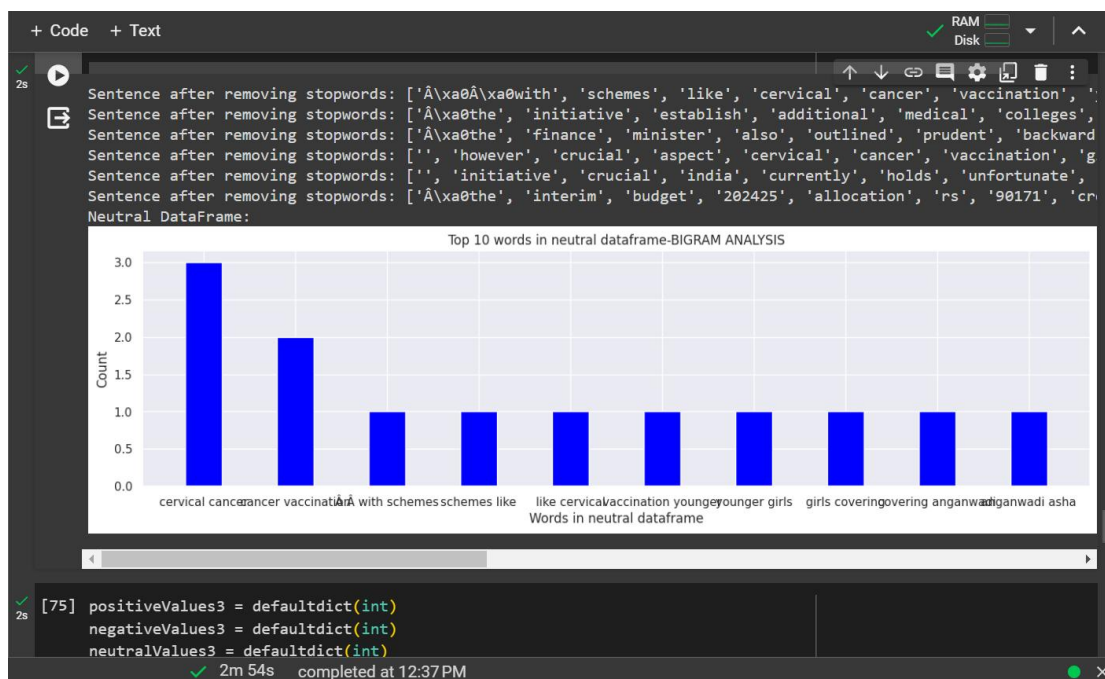 + Code + Text
RAM
Disk
2s
Sentence after removing stopwords: ['Â\xa0Â\xa0with', 'schemes', 'like', 'cervical', 'cancer', 'vaccination', '
Sentence after removing stopwords: ['Â\xa0the', 'initiative', 'establish', 'additional', 'medical', 'colleges',
Sentence after removing stopwords: ['Â\xa0the', 'finance', 'minister', 'also', 'outlined', 'prudent', 'backward
Sentence after removing stopwords: ['', 'however', 'crucial', 'aspect', 'cervical', 'cancer', 'vaccination', 'g
Sentence after removing stopwords: ['', 'initiative', 'crucial', 'india', 'currently', 'holds', 'unfortunate',
Sentence after removing stopwords: ['Â\xa0the', 'interim', 'budget', '202425', 'allocation', 'rs', '90171', 'cr
Neutral DataFrame:
Top 10 words in neutral dataframe-BIGRAM ANALYSIS
3.0
2.5
2.0
1.5
1.0
0.5
0.0
Count
cervical cancer cancer vaccination Â Â with schemes schemes like like cervical vaccination younger younger girls girls covering covering anganwadi anganwadi asha
Words in neutral dataframe
2s
[75] positiveValues3 = defaultdict(int)
negativeValues3 = defaultdict(int)
neutralValues3 = defaultdict(int)
2m 54s completed at 12:37 PM